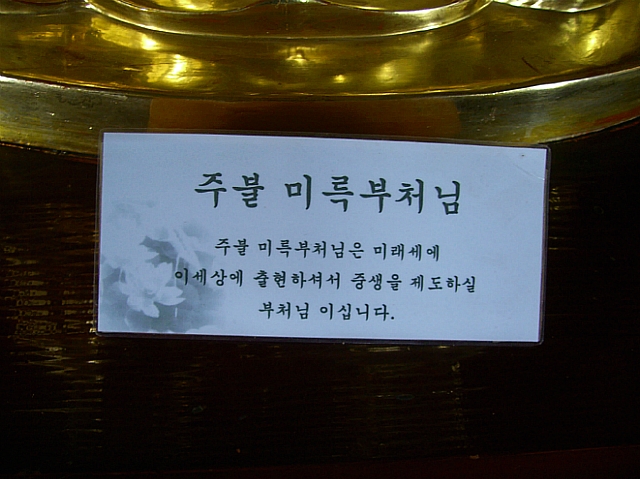 주불 미륵부처님
주불 미륵부처님은 미래세에
이세상에 출현하셔서 중생을 제도하실
부처님 이십니다.